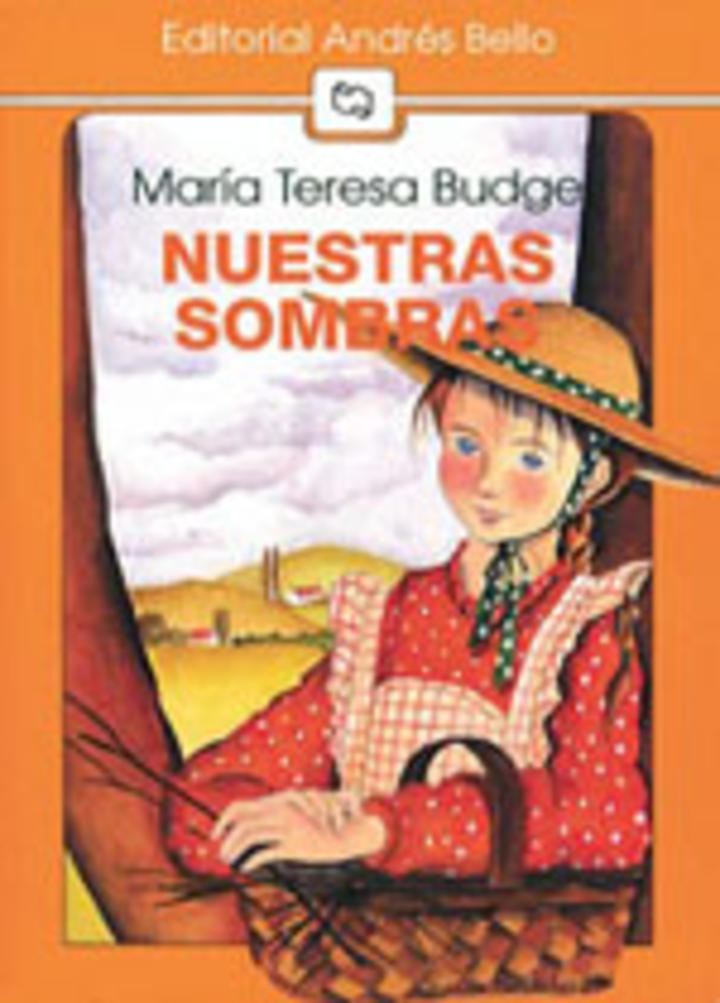 Editorial Andrés Bello
María Teresa Budge
NUESTRAS
SOMBRAS